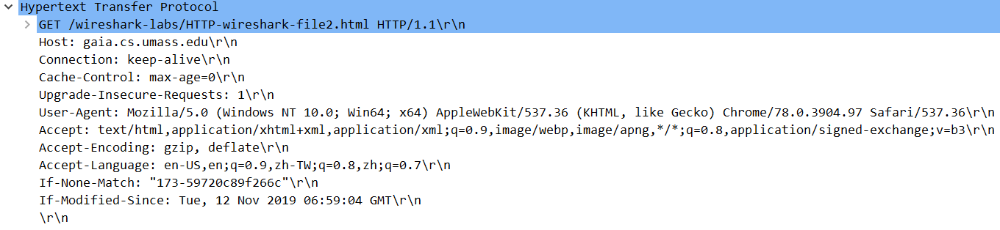 Hypertext Transfer Protocol
GET /wireshark-labs/HTTP-wireshark-file2.html HTTP/1.1\r\n
Host: gaia.cs.umass.edu\r\n
Connection: keep-alive\r\n
Cache-Control: max-age=0\r\n
Upgrade-Insecure-Requests: 1\r\n
User-Agent: Mozilla/5.0 (Windows NT 10.0; Win64; x64) AppleWebKit/537.36 (KHTML, like Gecko) Chrome/78.0.3904.97 Safari/537.36\r\n
Accept: text/html,application/xhtml+xml,application/xml;q=0.9,image/webp,image/apng,*/*;q=0.8,application/signed-exchange;v=b3\r\n
Accept-Encoding: gzip, deflate\r\n
Accept-Language: en-US,en;q=0.9,zh-TW;q=0.8,zh;q=0.7\r\n
If-None-Match: "173-59720c89f266c"\r\n
If-Modified-Since: Tue, 12 Nov 2019 06:59:04 GMT\r\n
\r\n